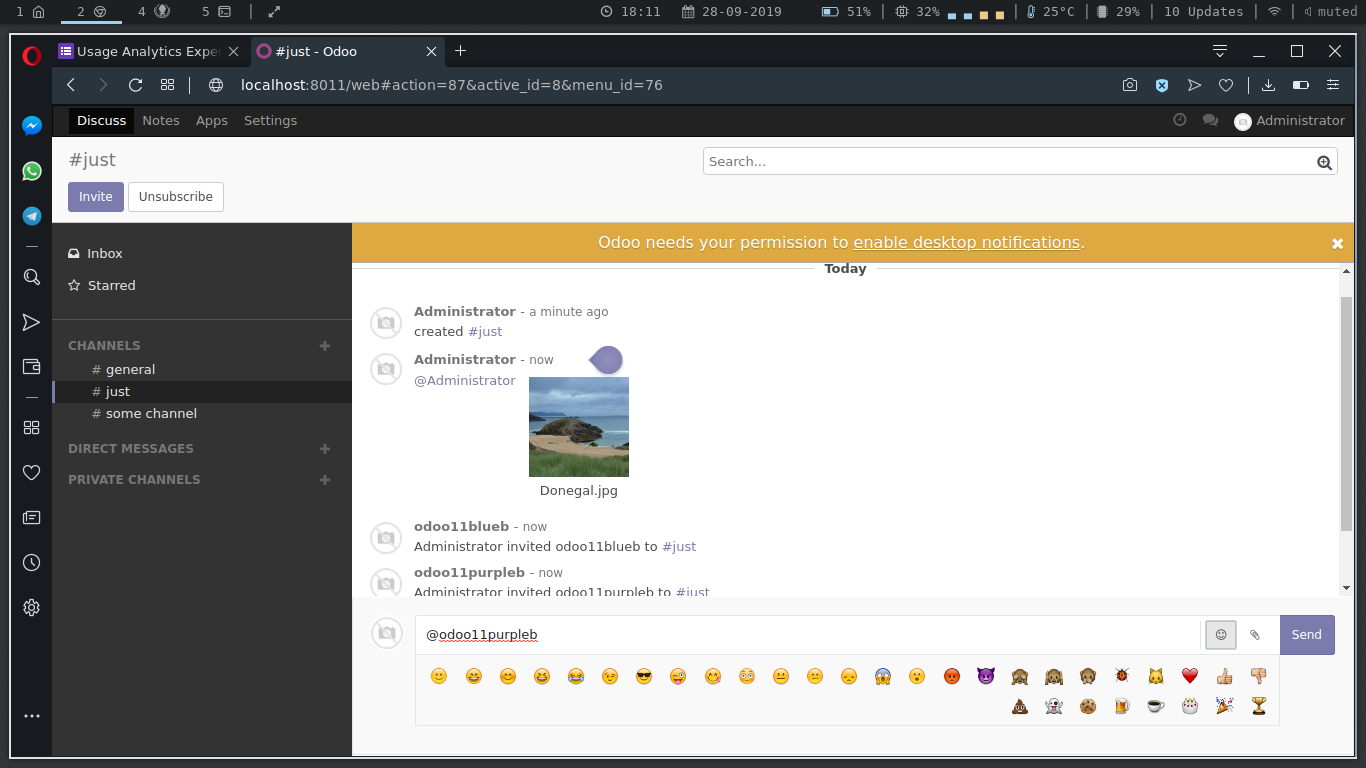 1 2 4 5 18:11 28-09-2019 51% 32% 25°C 29% 10 Updates muted
Usage Analytics Expe #just - Odoo
localhost:8011/web#action=87&active_id=8&menu_id=76
Discuss Notes Apps Settings Administrator
#just Search...
Invite Unsubscribe
Odoo needs your permission to enable desktop notifications.
Inbox
Starred
CHANNELS
# general
# just
# some channel
DIRECT MESSAGES
PRIVATE CHANNELS
Today
Administrator - a minute ago
created #just
Administrator - now
@Administrator
Donegal.jpg
odoo11blueb - now
Administrator invited odoo11blueb to #just
odoo11purpleb - now
Administrator invited odoo11purpleb to #just
@odoo11purpleb Send